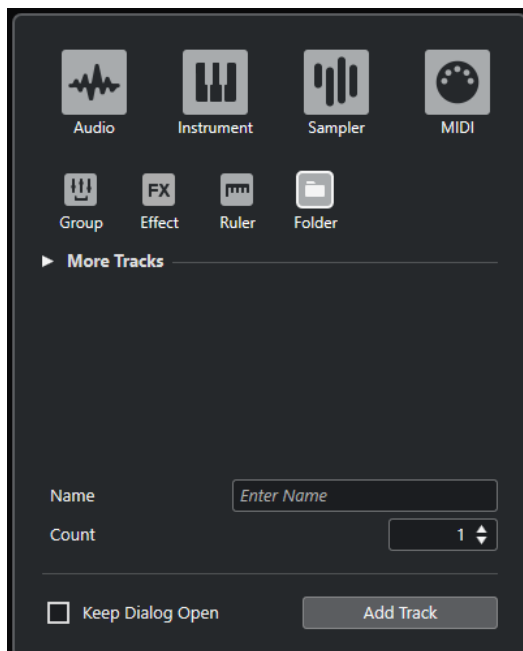 Audio Instrument Sampler MIDI
FX
Group Effect Ruler Folder
More Tracks
Name Enter Name
Count 1
Keep Dialog Open Add Track